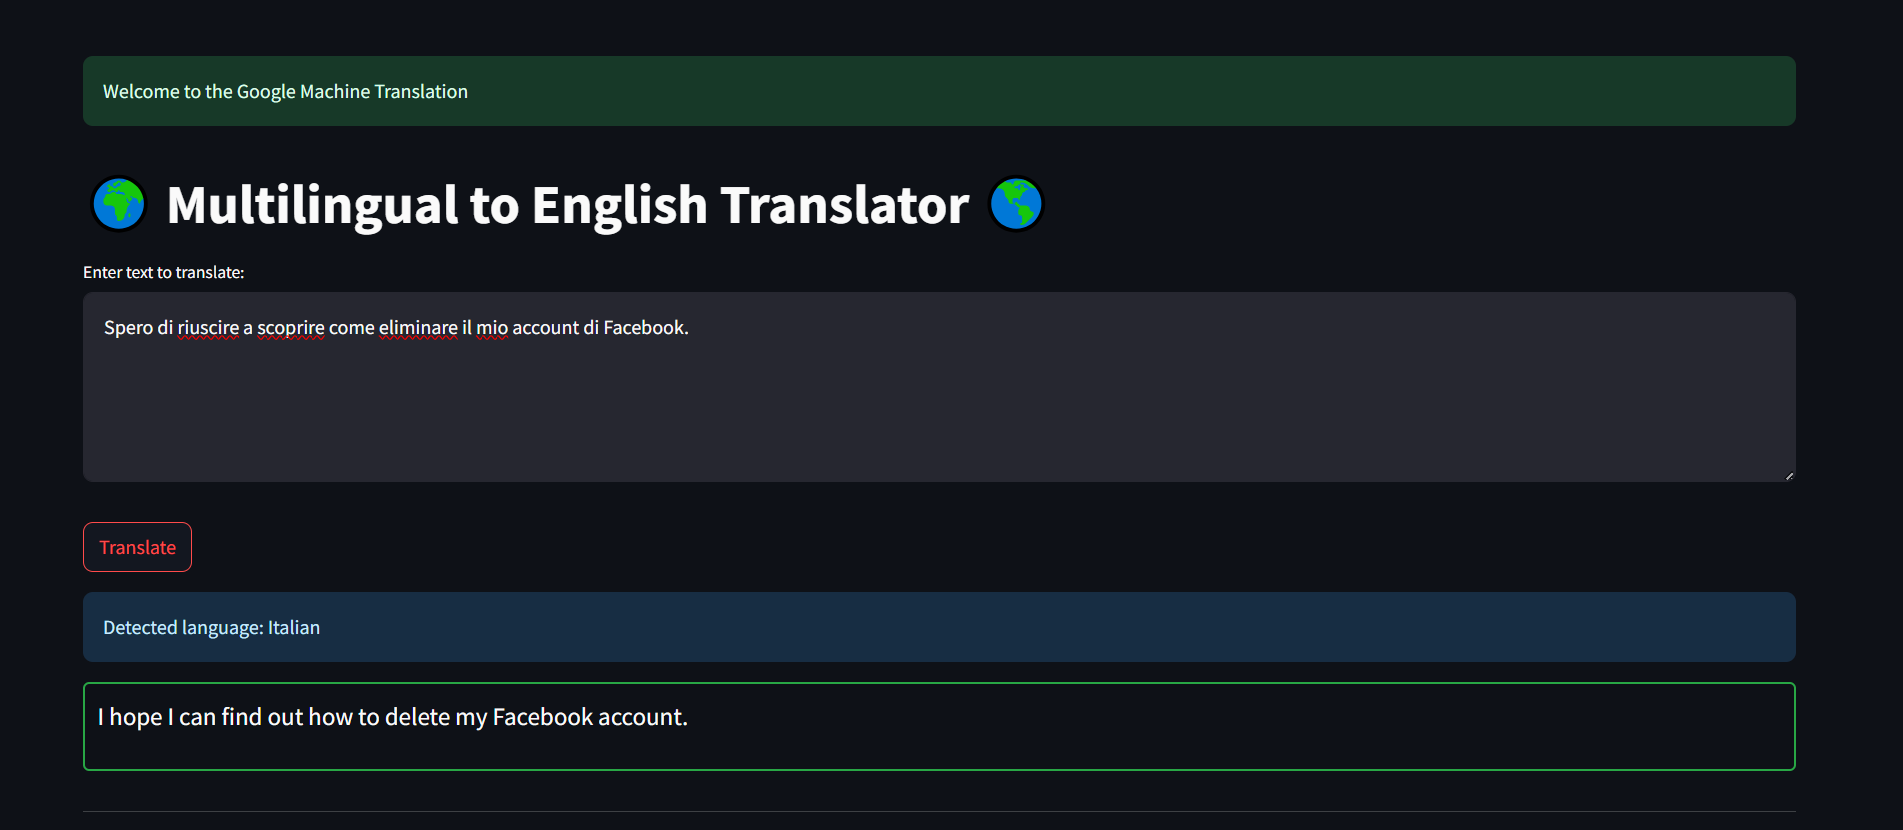 Welcome to the Google Machine Translation
Multilingual to English Translator
Enter text to translate:
Spero di riuscire a scoprire come eliminare il mio account di Facebook.
Translate
Detected language: Italian
I hope I can find out how to delete my Facebook account.